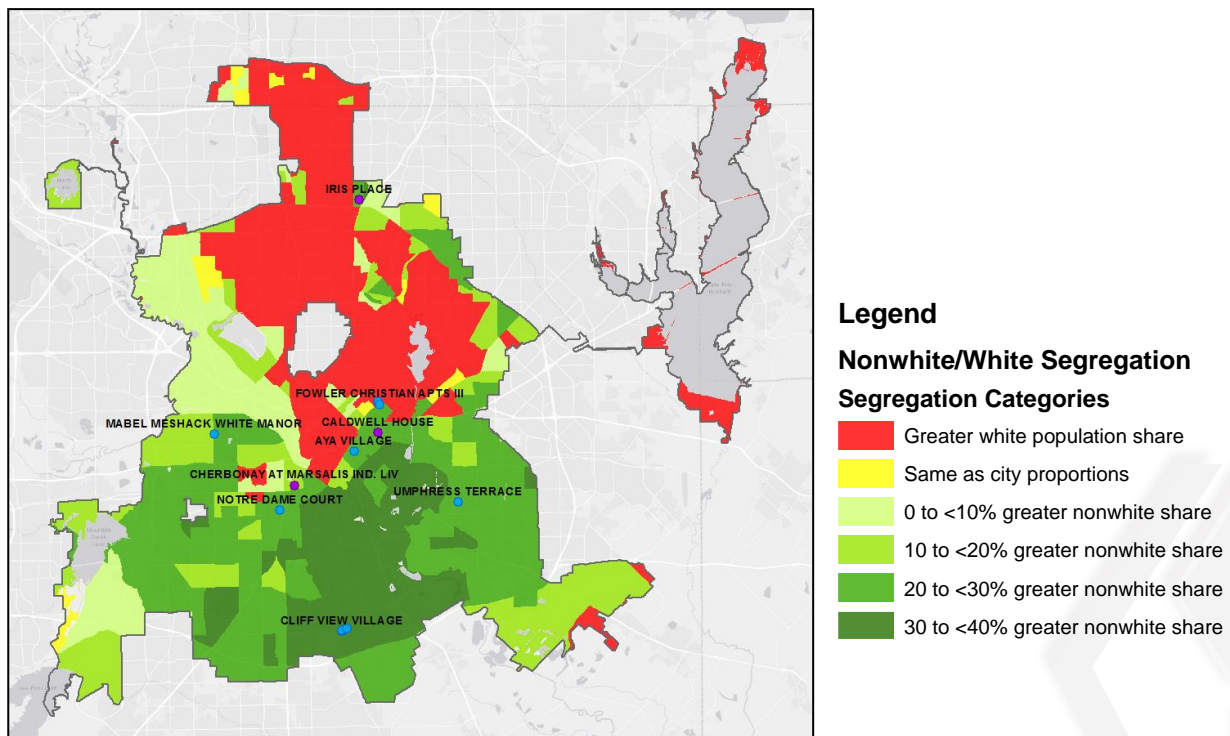 IRIS PLACE
FOWLER CHRISTIAN APTS III
MABEL MESHACK WHITE MANOR
CALDWELL HOUSE
AYA VILLAGE
CHERBONAY AT MARSALIS IND. LIV
NOTRE DAME COURT
UMPHRESS TERRACE
CLIFF VIEW VILLAGE
Legend
Nonwhite/White Segregation
Segregation Categories
Greater white population share
Same as city proportions
0 to <10% greater nonwhite share
10 to <20% greater nonwhite share
20 to <30% greater nonwhite share
30 to <40% greater nonwhite share